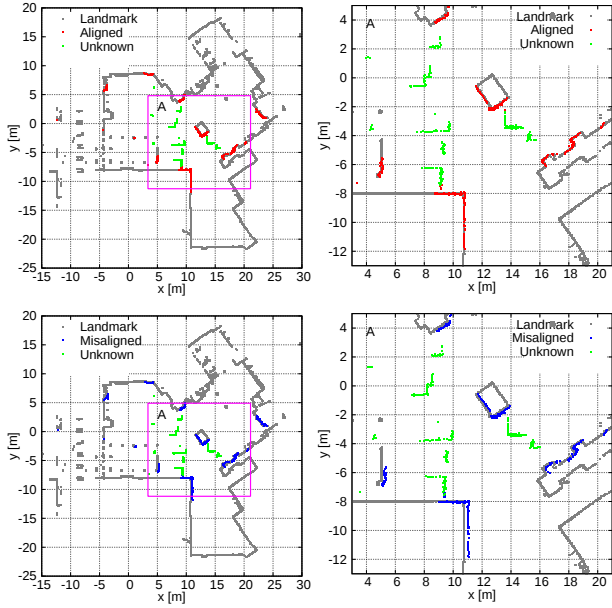 20
15
10
5
0
-5
-10
-15
-20
-25
y [m]
-15 -10 -5 0 5 10 15 20 25 30
x [m]
Landmark
Aligned
Unknown
A
4
2
0
-2
-4
-6
-8
-10
-12
y [m]
4 6 8 10 12 14 16 18 20
x [m]
A
Landmark
Aligned
Unknown
20
15
10
5
0
-5
-10
-15
-20
-25
y [m]
-15 -10 -5 0 5 10 15 20 25 30
x [m]
Landmark
Misaligned
Unknown
A
4
2
0
-2
-4
-6
-8
-10
-12
y [m]
4 6 8 10 12 14 16 18 20
x [m]
A
Landmark
Misaligned
Unknown